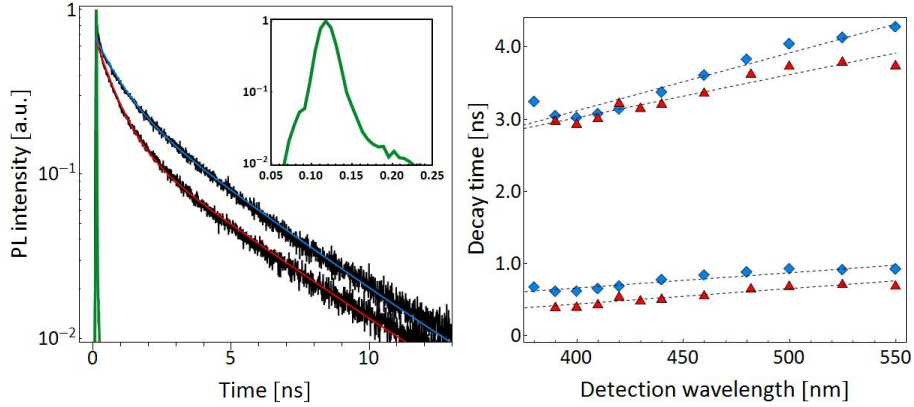 PL intensity [a.u.]
1
10⁻¹
10⁻²
0 5 10
Time [ns]
1
10⁻¹
10⁻²
0.05 0.10 0.15 0.20 0.25
Decay time [ns]
4.0
3.0
2.0
1.0
0
400 450 500 550
Detection wavelength [nm]